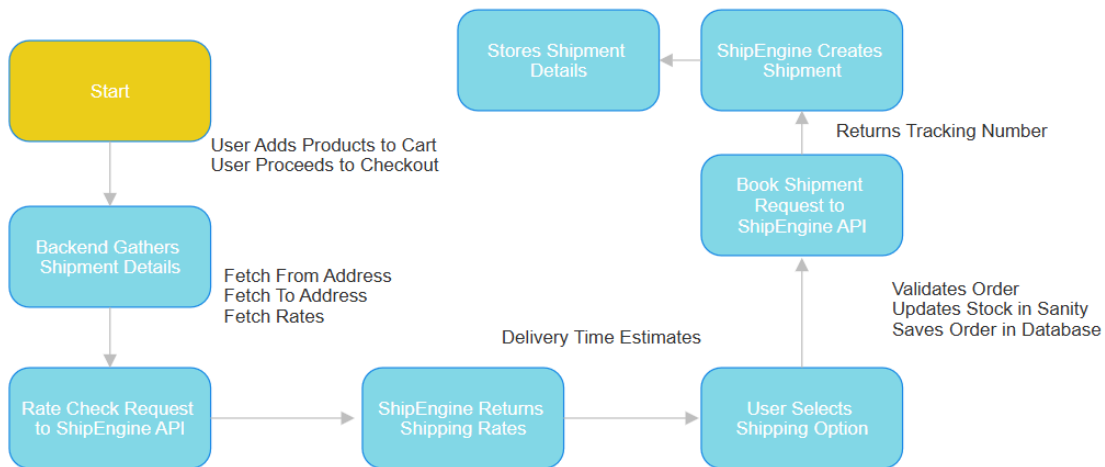 Start
User Adds Products to Cart
User Proceeds to Checkout
Backend Gathers
Shipment Details
Fetch From Address
Fetch To Address
Fetch Rates
Rate Check Request
to ShipEngine API
ShipEngine Returns
Shipping Rates
Delivery Time Estimates
User Selects
Shipping Option
Validates Order
Updates Stock in Sanity
Saves Order in Database
Book Shipment
Request to
ShipEngine API
Returns Tracking Number
ShipEngine Creates
Shipment
Stores Shipment
Details